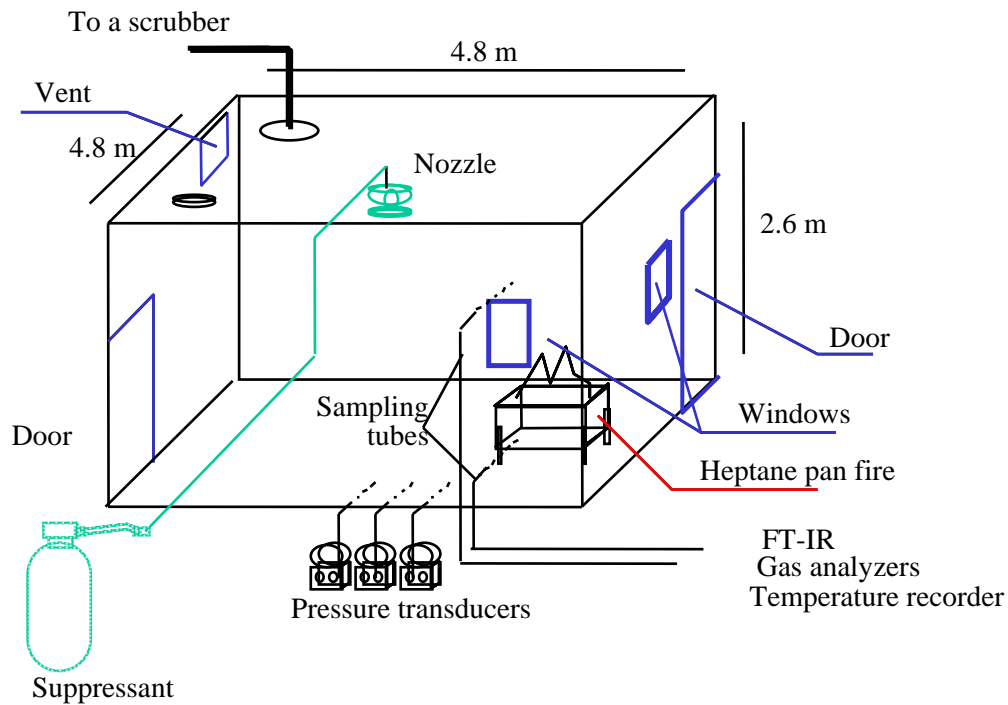 To a scrubber
4.8 m
Vent
4.8 m
Nozzle
2.6 m
Door
Sampling
tubes
Windows
Door
Heptane pan fire
FT-IR
Gas analyzers
Temperature recorder
Pressure transducers
Suppressant